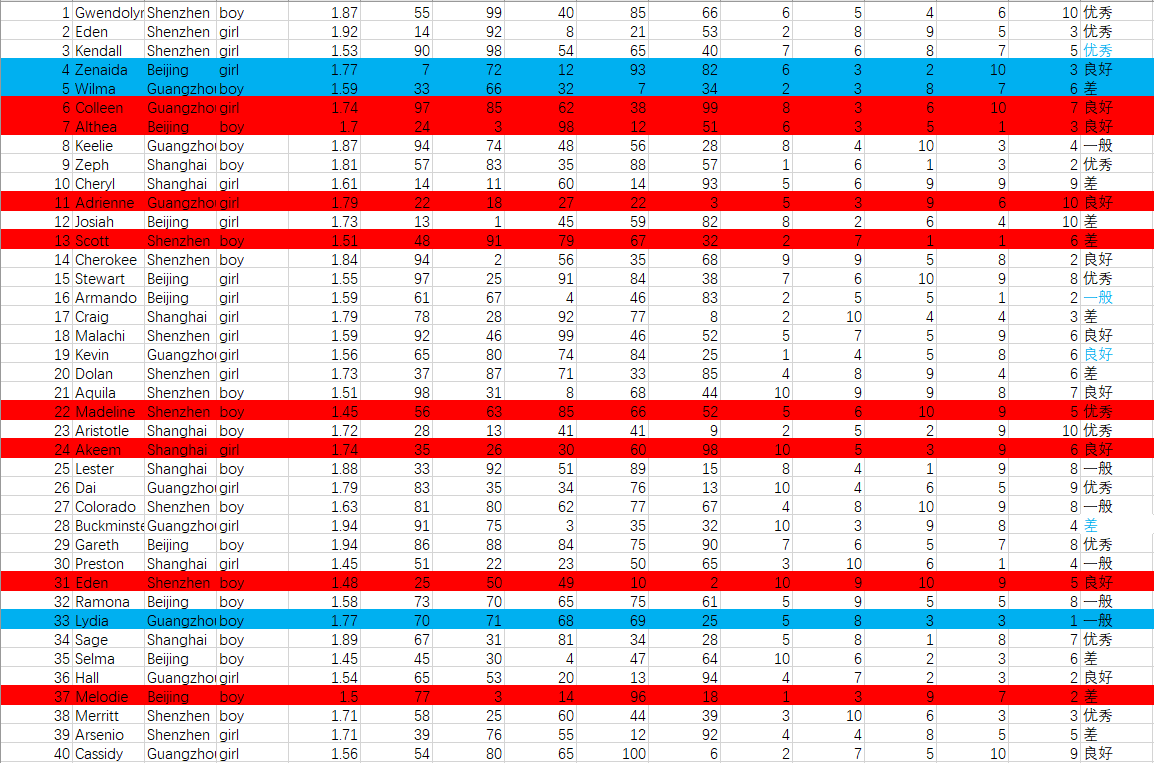 1 Gwendolyn Shenzhen boy 1.87 55 99 40 85 66 6 5 4 6 10 优秀
2 Eden Shenzhen girl 1.92 14 92 8 21 53 2 8 9 5 3 优秀
3 Kendall Shenzhen girl 1.53 90 98 54 65 40 7 6 8 7 5 优秀
4 Zenaida Beijing girl 1.77 7 72 12 93 82 6 3 2 10 3 良好
5 Wilma Guangzhou boy 1.59 33 66 32 7 34 2 3 8 7 6 差
6 Colleen Guangzhou girl 1.74 97 85 62 38 99 8 3 6 10 7 良好
7 Althea Beijing boy 1.7 24 3 98 12 51 6 3 5 1 3 良好
8 Keelie Guangzhou boy 1.87 94 74 48 56 28 8 4 10 3 4 一般
9 Zeph Shanghai boy 1.81 57 83 35 88 57 1 6 1 3 2 优秀
10 Cheryl Shanghai girl 1.61 14 11 60 14 93 5 6 9 9 9 差
11 Adrienne Guangzhou girl 1.79 22 18 27 22 3 5 3 9 6 10 良好
12 Josiah Beijing girl 1.73 13 1 45 59 82 8 2 6 4 10 差
13 Scott Shenzhen boy 1.51 48 91 79 67 32 2 7 1 1 6 差
14 Cherokee Shenzhen boy 1.84 94 2 56 35 68 9 9 5 8 2 良好
15 Stewart Beijing girl 1.55 97 25 91 84 38 7 6 10 9 8 优秀
16 Armando Beijing girl 1.59 61 67 4 46 83 2 5 5 1 2 一般
17 Craig Shanghai girl 1.79 78 28 92 77 8 2 10 4 4 3 差
18 Malachi Shenzhen girl 1.59 92 46 99 46 52 5 7 5 9 6 良好
19 Kevin Guangzhou girl 1.56 65 80 74 84 25 1 4 5 8 6 良好
20 Dolan Shenzhen girl 1.73 37 87 71 33 85 4 8 9 4 6 差
21 Aquila Shenzhen boy 1.51 98 31 8 68 44 10 9 9 8 7 良好
22 Madeline Shenzhen boy 1.45 56 63 85 66 52 5 6 10 9 5 优秀
23 Aristotle Shanghai boy 1.72 28 13 41 41 9 2 5 2 9 10 优秀
24 Akeem Shanghai girl 1.74 35 26 30 60 98 10 5 3 9 6 良好
25 Lester Shanghai boy 1.88 33 92 51 89 15 8 4 1 9 8 一般
26 Dai Guangzhou girl 1.79 83 35 34 76 13 10 4 6 5 9 优秀
27 Colorado Shenzhen boy 1.63 81 80 62 77 67 4 8 10 9 8 一般
28 Buckminste Guangzhou girl 1.94 91 75 3 35 32 10 3 9 8 4 差
29 Gareth Beijing boy 1.94 86 88 84 75 90 7 6 5 7 8 优秀
30 Preston Shanghai girl 1.45 51 22 23 50 65 3 10 6 1 4 一般
31 Eden Shenzhen boy 1.48 25 50 49 10 2 10 9 10 9 5 良好
32 Ramona Beijing boy 1.58 73 70 65 75 61 5 9 5 5 8 一般
33 Lydia Guangzhou boy 1.77 70 71 68 69 25 5 8 3 3 1 一般
34 Sage Shanghai boy 1.89 67 31 81 34 28 5 8 1 8 7 优秀
35 Selma Beijing boy 1.45 45 30 4 47 64 10 6 2 3 6 差
36 Hall Guangzhou girl 1.54 65 53 20 13 94 4 7 2 3 2 良好
37 Melodie Beijing boy 1.5 77 3 14 96 18 1 3 9 7 2 差
38 Merritt Shenzhen boy 1.71 58 25 60 44 39 3 10 6 3 3 优秀
39 Arsenio Shenzhen girl 1.71 39 76 55 12 92 4 4 8 5 5 差
40 Cassidy Guangzhou girl 1.56 54 80 65 100 6 2 7 5 10 9 良好